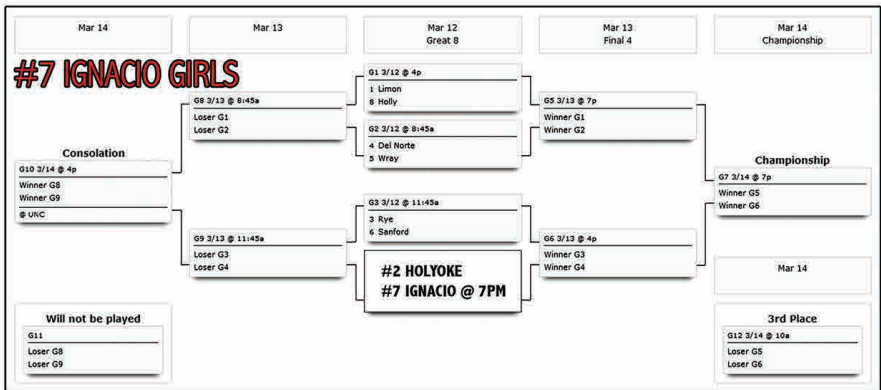 Mar 14
Mar 13
Mar 12
Great 8
Mar 13
Final 4
Mar 14
Championship
#7 IGNACIO GIRLS
Consolation
G10 3/14 @ 4p
Winner G8
Winner G9
@ UNC
Will not be played
G11
Loser G8
Loser G9
G8 3/13 @ 8:45a
Loser G1
Loser G2
G9 3/13 @ 11:45a
Loser G3
Loser G4
G1 3/12 @ 4p
1 Limon
8 Holly
G2 3/12 @ 8:45a
4 Del Norte
5 Wray
G3 3/12 @ 11:45a
3 Rye
6 Sanford
#2 HOLYOKE
#7 IGNACIO @ 7PM
G5 3/13 @ 7p
Winner G1
Winner G2
G6 3/13 @ 4p
Winner G3
Winner G4
Championship
G7 3/14 @ 7p
Winner G5
Winner G6
Mar 14
3rd Place
G12 3/14 @ 10a
Loser G5
Loser G6